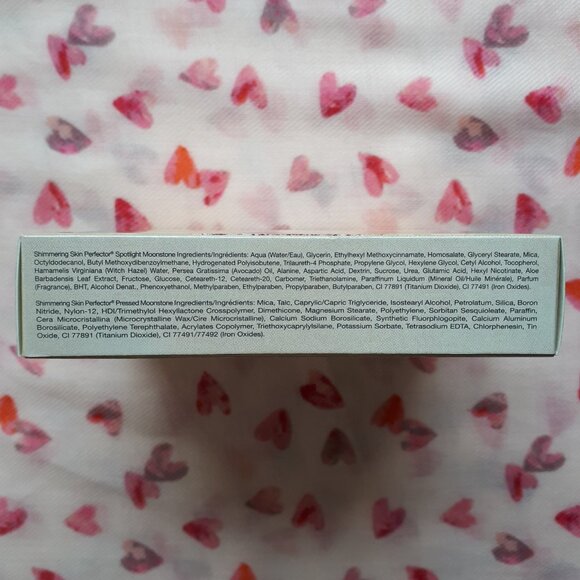 Shimmering Skin Perfector® Spotlight Moonstone Ingredients/Ingrédients: Aqua (Water/Eau), Glycerin, Ethylhexyl Methoxycinnamate, Homosalate, Glyceryl Stearate, Mica,
Octyldodecanol, Butyl Methoxydibenzoylmethane, Hydrogenated Polyisobutene, Trilaureth-4 Phosphate, Propylene Glycol, Hexylene Glycol, Cetyl Alcohol, Tocopherol,
Hamamelis Virginiana (Witch Hazel) Water, Persea Gratissima (Avocado) Oil, Alanine, Aspartic Acid, Dextrin, Sucrose, Urea, Glutamic Acid, Hexyl Nicotinate, Aloe
Barbadensis Leaf Extract, Fructose, Glucose, Ceteareth-12, Ceteareth-20, Carbomer, Triethanolamine, Paraffinum Liquidum (Mineral Oil/Huile Minérale), Parfum
(Fragrance), BHT, Alcohol Denat., Phenoxyethanol, Methylparaben, Ethylparaben, Propylparaben, Butylparaben, CI 77891 (Titanium Dioxide), CI 77491 (Iron Oxides).
Shimmering Skin Perfector® Pressed Moonstone Ingredients/Ingrédients: Mica, Talc, Caprylic/Capric Triglyceride, Isostearyl Alcohol, Petrolatum, Silica, Boron
Nitride, Nylon-12, HDI/Trimethylol Hexyllactone Crosspolymer, Dimethicone, Magnesium Stearate, Polyethylene, Sorbitan Sesquioleate, Paraffin,
Cera Microcristallina (Microcrystalline Wax/Cire Microcristallin), Calcium Sodium Borosilicate, Synthetic Fluorphlogopite, Calcium Aluminum
Borosilicate, Polyethylene Terephthalate, Acrylates Copolymer, Triethoxycaprylylsilane, Potassium Sorbate, Tetrasodium EDTA, Chlorphenesin, Tin
Oxide, CI 77891 (Titanium Dioxide), CI 77491/77492 (Iron Oxides).